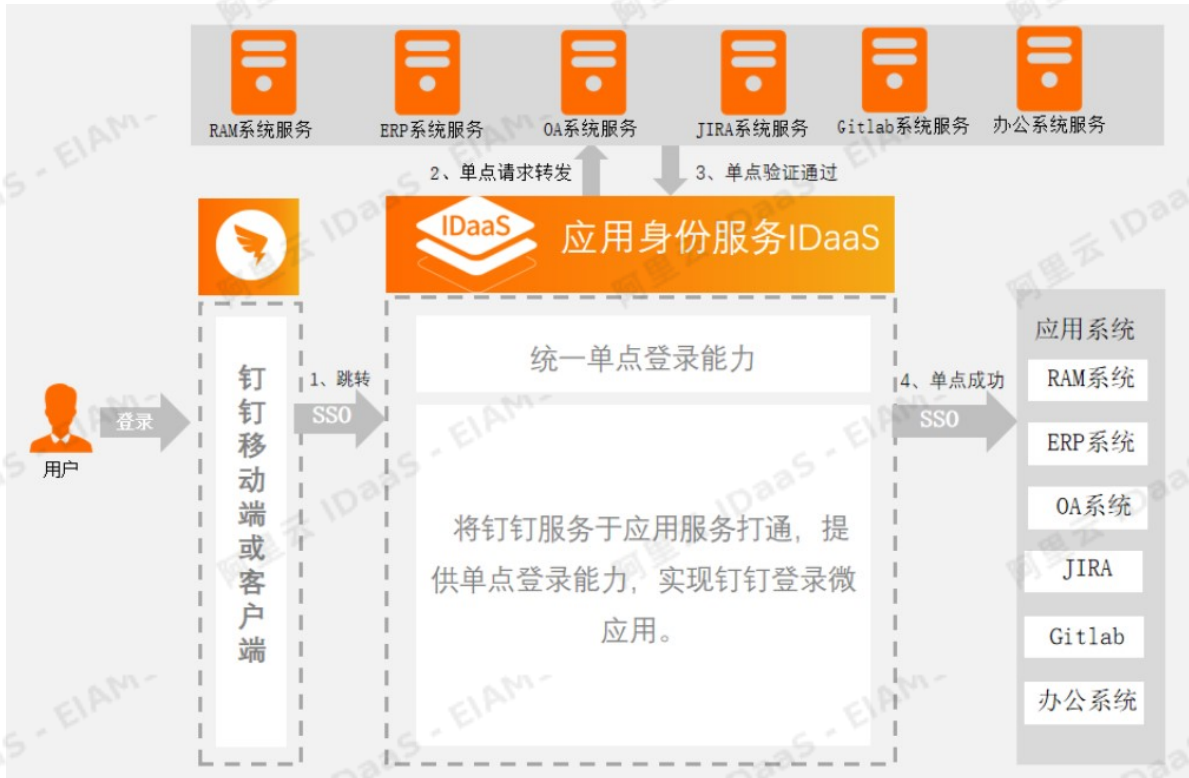 RAM系统服务
ERP系统服务
OA系统服务
JIRA系统服务
Gitlab系统服务
办公系统服务
2、单点请求转发
3、单点验证通过
IDaaS
应用身份服务IDaaS
用户
登录
钉钉移动端或客户端
1、跳转
SSO
统一单点登录能力
将钉钉服务于应用服务打通，提
供单点登录能力，实现钉钉登录微
应用。
4、单点成功
SSO
应用系统
RAM系统
ERP系统
OA系统
JIRA
Gitlab
办公系统
阿里云 IDaaS - EIAM-